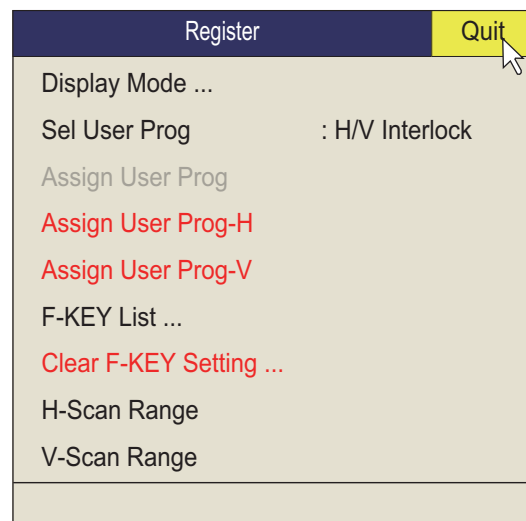 Register Quit
Display Mode ...
Sel User Prog : H/V Interlock
Assign User Prog
Assign User Prog-H
Assign User Prog-V
F-KEY List ...
Clear F-KEY Setting ...
H-Scan Range
V-Scan Range